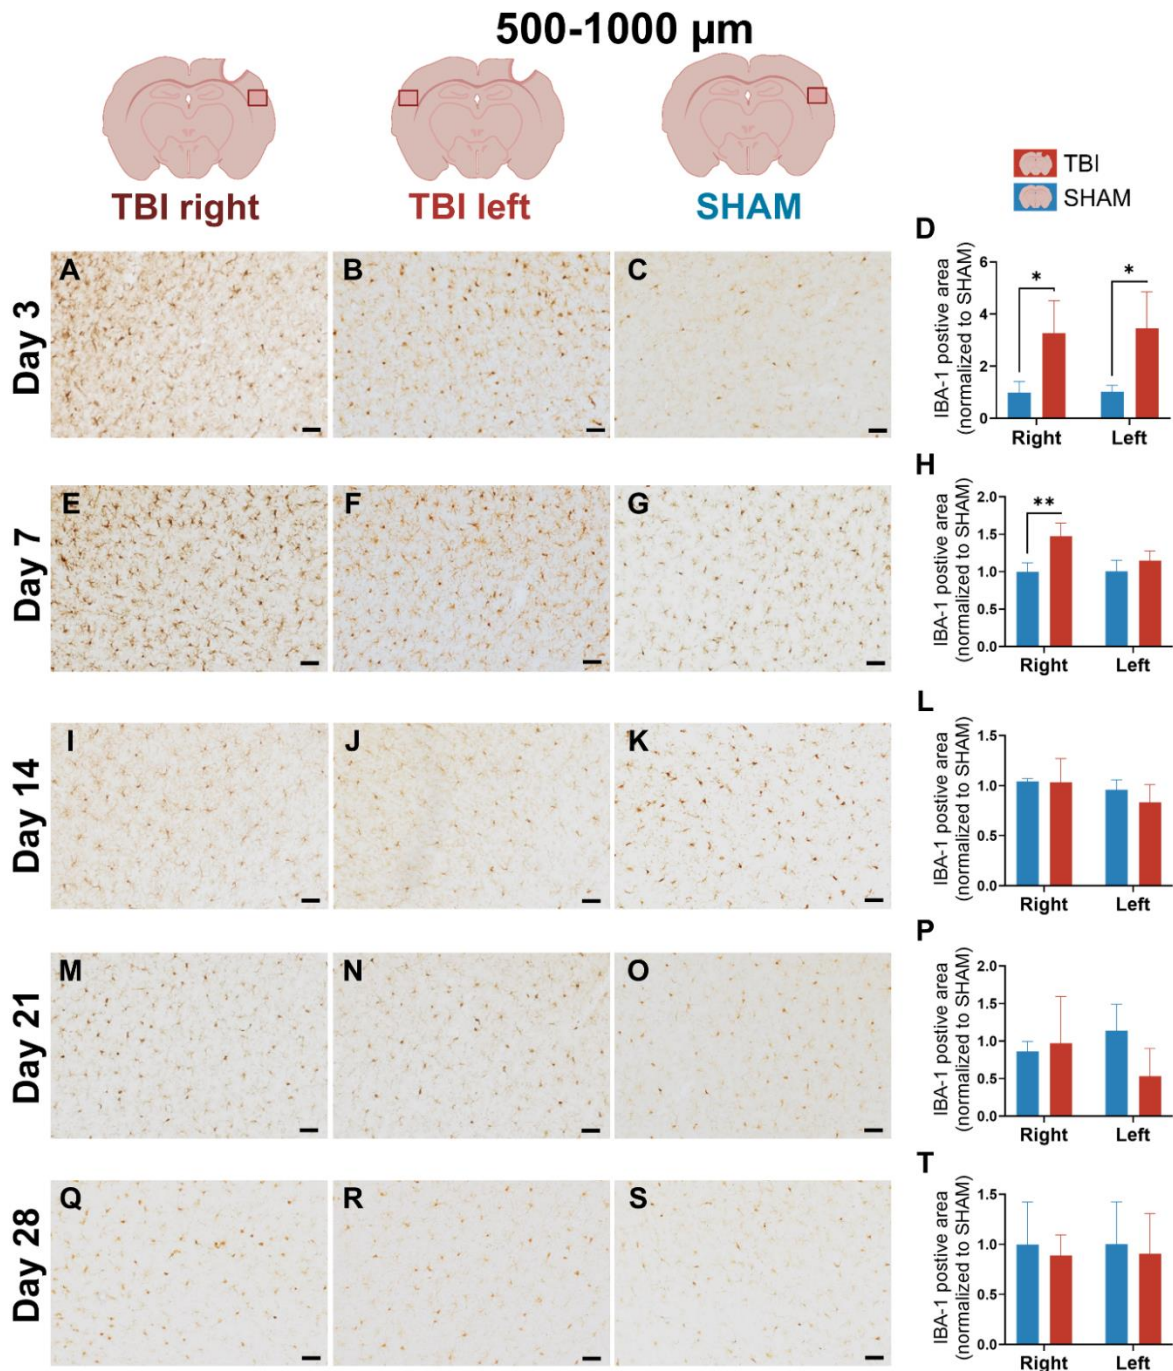 500-1000 µm
TBI right
TBI left
SHAM
TBI
SHAM
Day 3
A
B
C
D
IBA-1 postive area
(normalized to SHAM)
6
4
2
0
*
*
Right
Left
Day 7
E
F
G
H
IBA-1 postive area
(normalized to SHAM)
2.0
1.5
1.0
0.5
0.0
**
Right
Left
Day 14
I
J
K
L
IBA-1 postive area
(normalized to SHAM)
1.5
1.0
0.5
0.0
Right
Left
Day 21
M
N
O
P
IBA-1 postive area
(normalized to SHAM)
2.0
1.5
1.0
0.5
0.0
Right
Left
Day 28
Q
R
S
T
IBA-1 postive area
(normalized to SHAM)
1.5
1.0
0.5
0.0
Right
Left